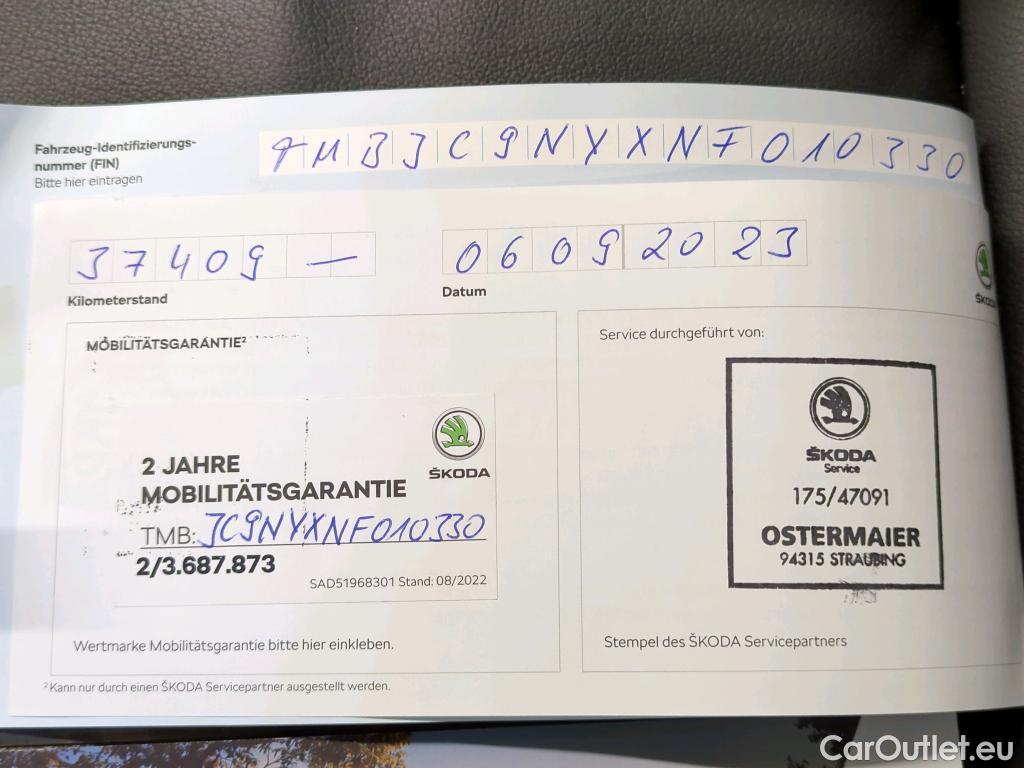 Fahrzeug-Identifizierungs-
nummer (FIN)
Bitte hier eintragen
TMBJC9NYXNF010330
37409 —
Kilometerstand
06092023
Datum
ŠKODA
MOBILITÄTSGARANTIE²
ŠKODA
2 JAHRE
MOBILITÄTSGARANTIE
TMB: JC9NYXNF010330
2/3.687.873
SAD51968301 Stand: 08/2022
Wertmarke Mobilitätsgarantie bitte hier einkleben.
² Kann nur durch einen ŠKODA Servicepartner ausgestellt werden.
Service durchgeführt von:
ŠKODA
Service
175/47091
OSTERMAIER
94315 STRAUBING
Stempel des ŠKODA Servicepartners
CarOutlet.eu